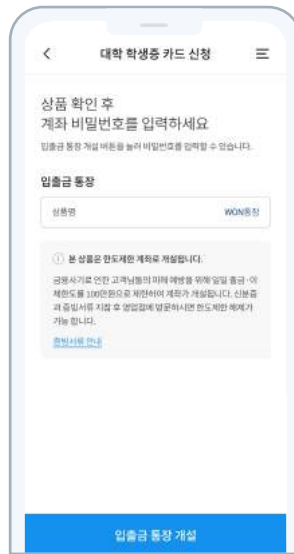 대학 학생증 카드 신청
상품 확인 후
계좌 비밀번호를 입력하세요
입출금 통장 개설 버튼을 눌러 비밀번호를 입력할 수 있습니다.
입출금 통장
상품명 WON통장
본 상품은 한도제한 계좌로 개설됩니다.
금융사기로 인한 고객님들의 피해 예방을 위해 일일 출금·이
체한도를 100만원으로 제한하여 계좌가 개설됩니다. 신분증
과 증빙서류 지참 후 영업점에 방문하시면 한도제한 해제가
가능 합니다.
증빙서류 안내
입출금 통장 개설